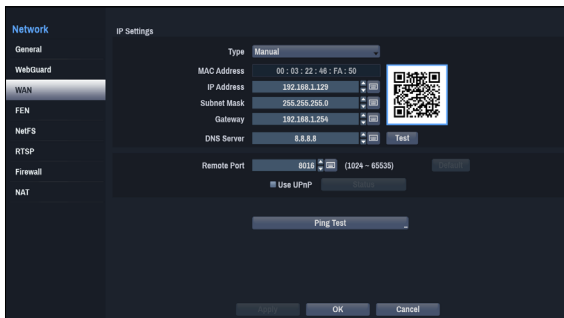 Network
General
WebGuard
WAN
FEN
NetFS
RTSP
Firewall
NAT
IP Settings
Type Manual
MAC Address 00 : 03 : 22 : 46 : FA : 50
IP Address 192.168.1.129
Subnet Mask 255.255.255.0
Gateway 192.168.1.254
DNS Server 8.8.8.8 Test
Remote Port 8016 (1024 ~ 65535) Default
Use UPnP Status
Ping Test
Apply OK Cancel